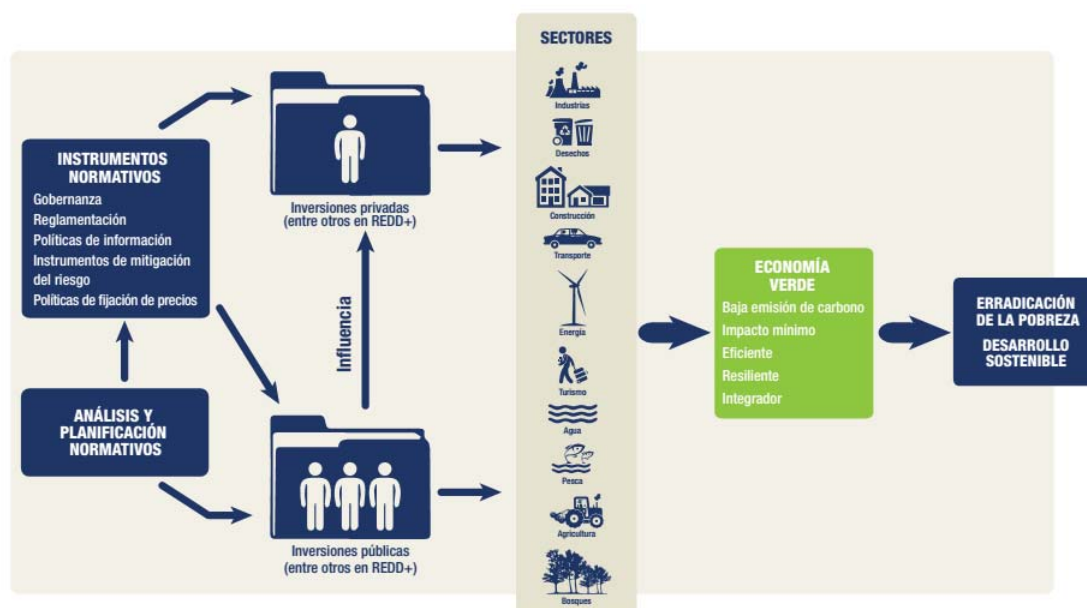 INSTRUMENTOS
NORMATIVOS
Gobernanza
Reglamentación
Políticas de información
Instrumentos de mitigación
del riesgo
Políticas de fijación de precios
ANÁLISIS Y
PLANIFICACIÓN
NORMATIVOS
Inversiones privadas
(entre otros en REDD+)
Influencia
Inversiones públicas
(entre otros en REDD+)
SECTORES
Industrias
Desechos
Construcción
Transporte
Energía
Turismo
Agua
Pesca
Agricultura
Bosques
ECONOMÍA
VERDE
Baja emisión de carbono
Impacto mínimo
Eficiente
Resiliente
Integrador
ERRADICACIÓN
DE LA POBREZA
DESARROLLO
SOSTENIBLE